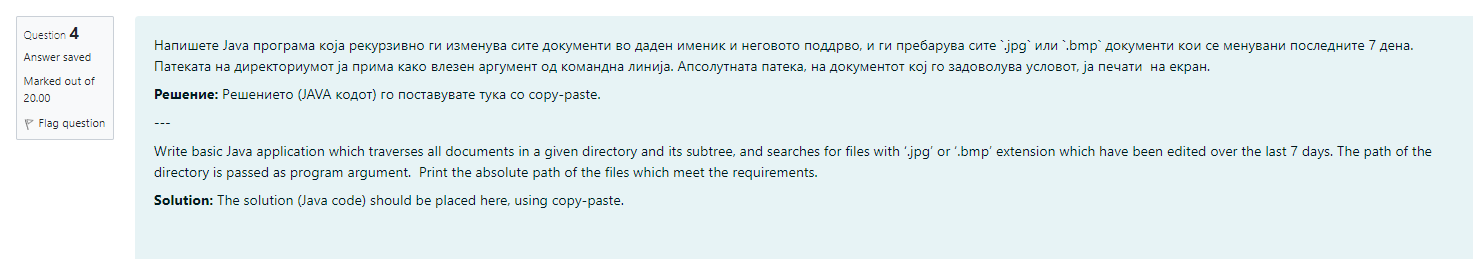 Question 4
Answer saved
Marked out of
20.00
Flag question
Напишете Java програма која рекурзивно ги изменува сите документи во даден именик и неговото поддрво, и ги пребарува сите `.jpg` или `.bmp` документи кои се менувани последните 7 дена.
Патеката на директориумот ја прима како влезен аргумент од командна линија. Апсолутната патека, на документот кој го задоволува условот, ја печати на екран.
Решение: Решението (JAVA кодот) го поставувате тука со copy-paste.
---
Write basic Java application which traverses all documents in a given directory and its subtree, and searches for files with ‘.jpg’ or ‘.bmp’ extension which have been edited over the last 7 days. The path of the
directory is passed as program argument. Print the absolute path of the files which meet the requirements.
Solution: The solution (Java code) should be placed here, using copy-paste.